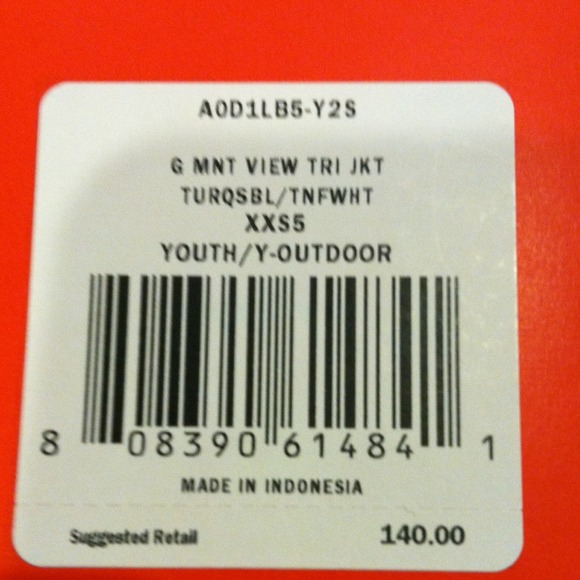 A0D1LB5-Y2S
G MNT VIEW TRI JKT
TURQSBL/TNFWHT
XXS5
YOUTH/Y-OUTDOOR
8 08390 61484 1
MADE IN INDONESIA
Suggested Retail 140.00